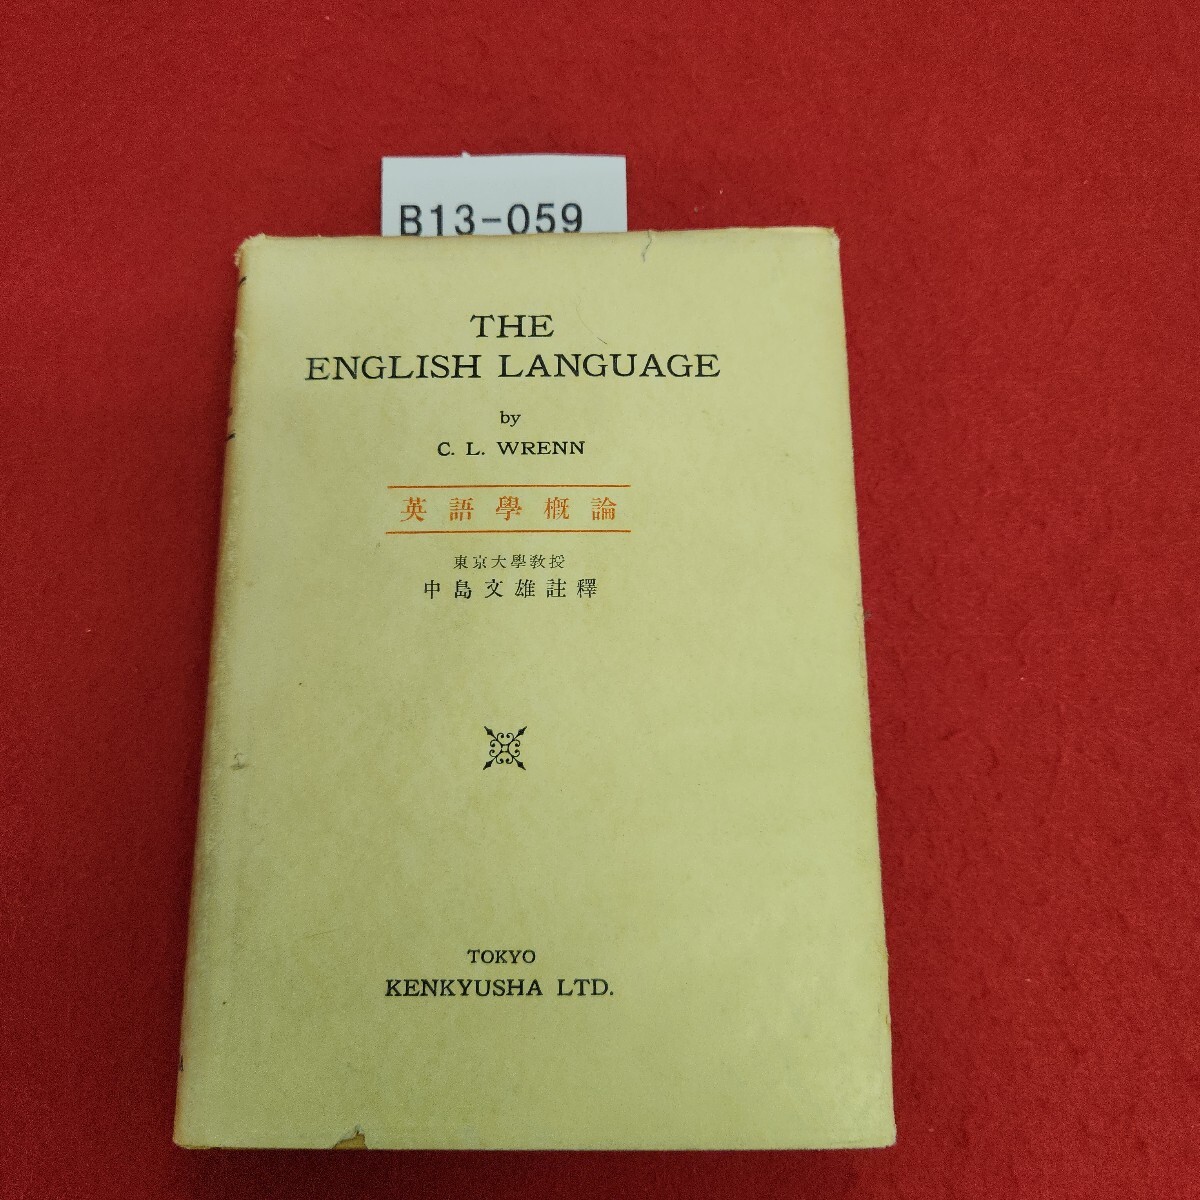 B13-059
THE
ENGLISH LANGUAGE
by
C. L. WRENN
英語學概論
東京大學教授
中島文雄註釋
TOKYO
KENKYUSHA LTD.